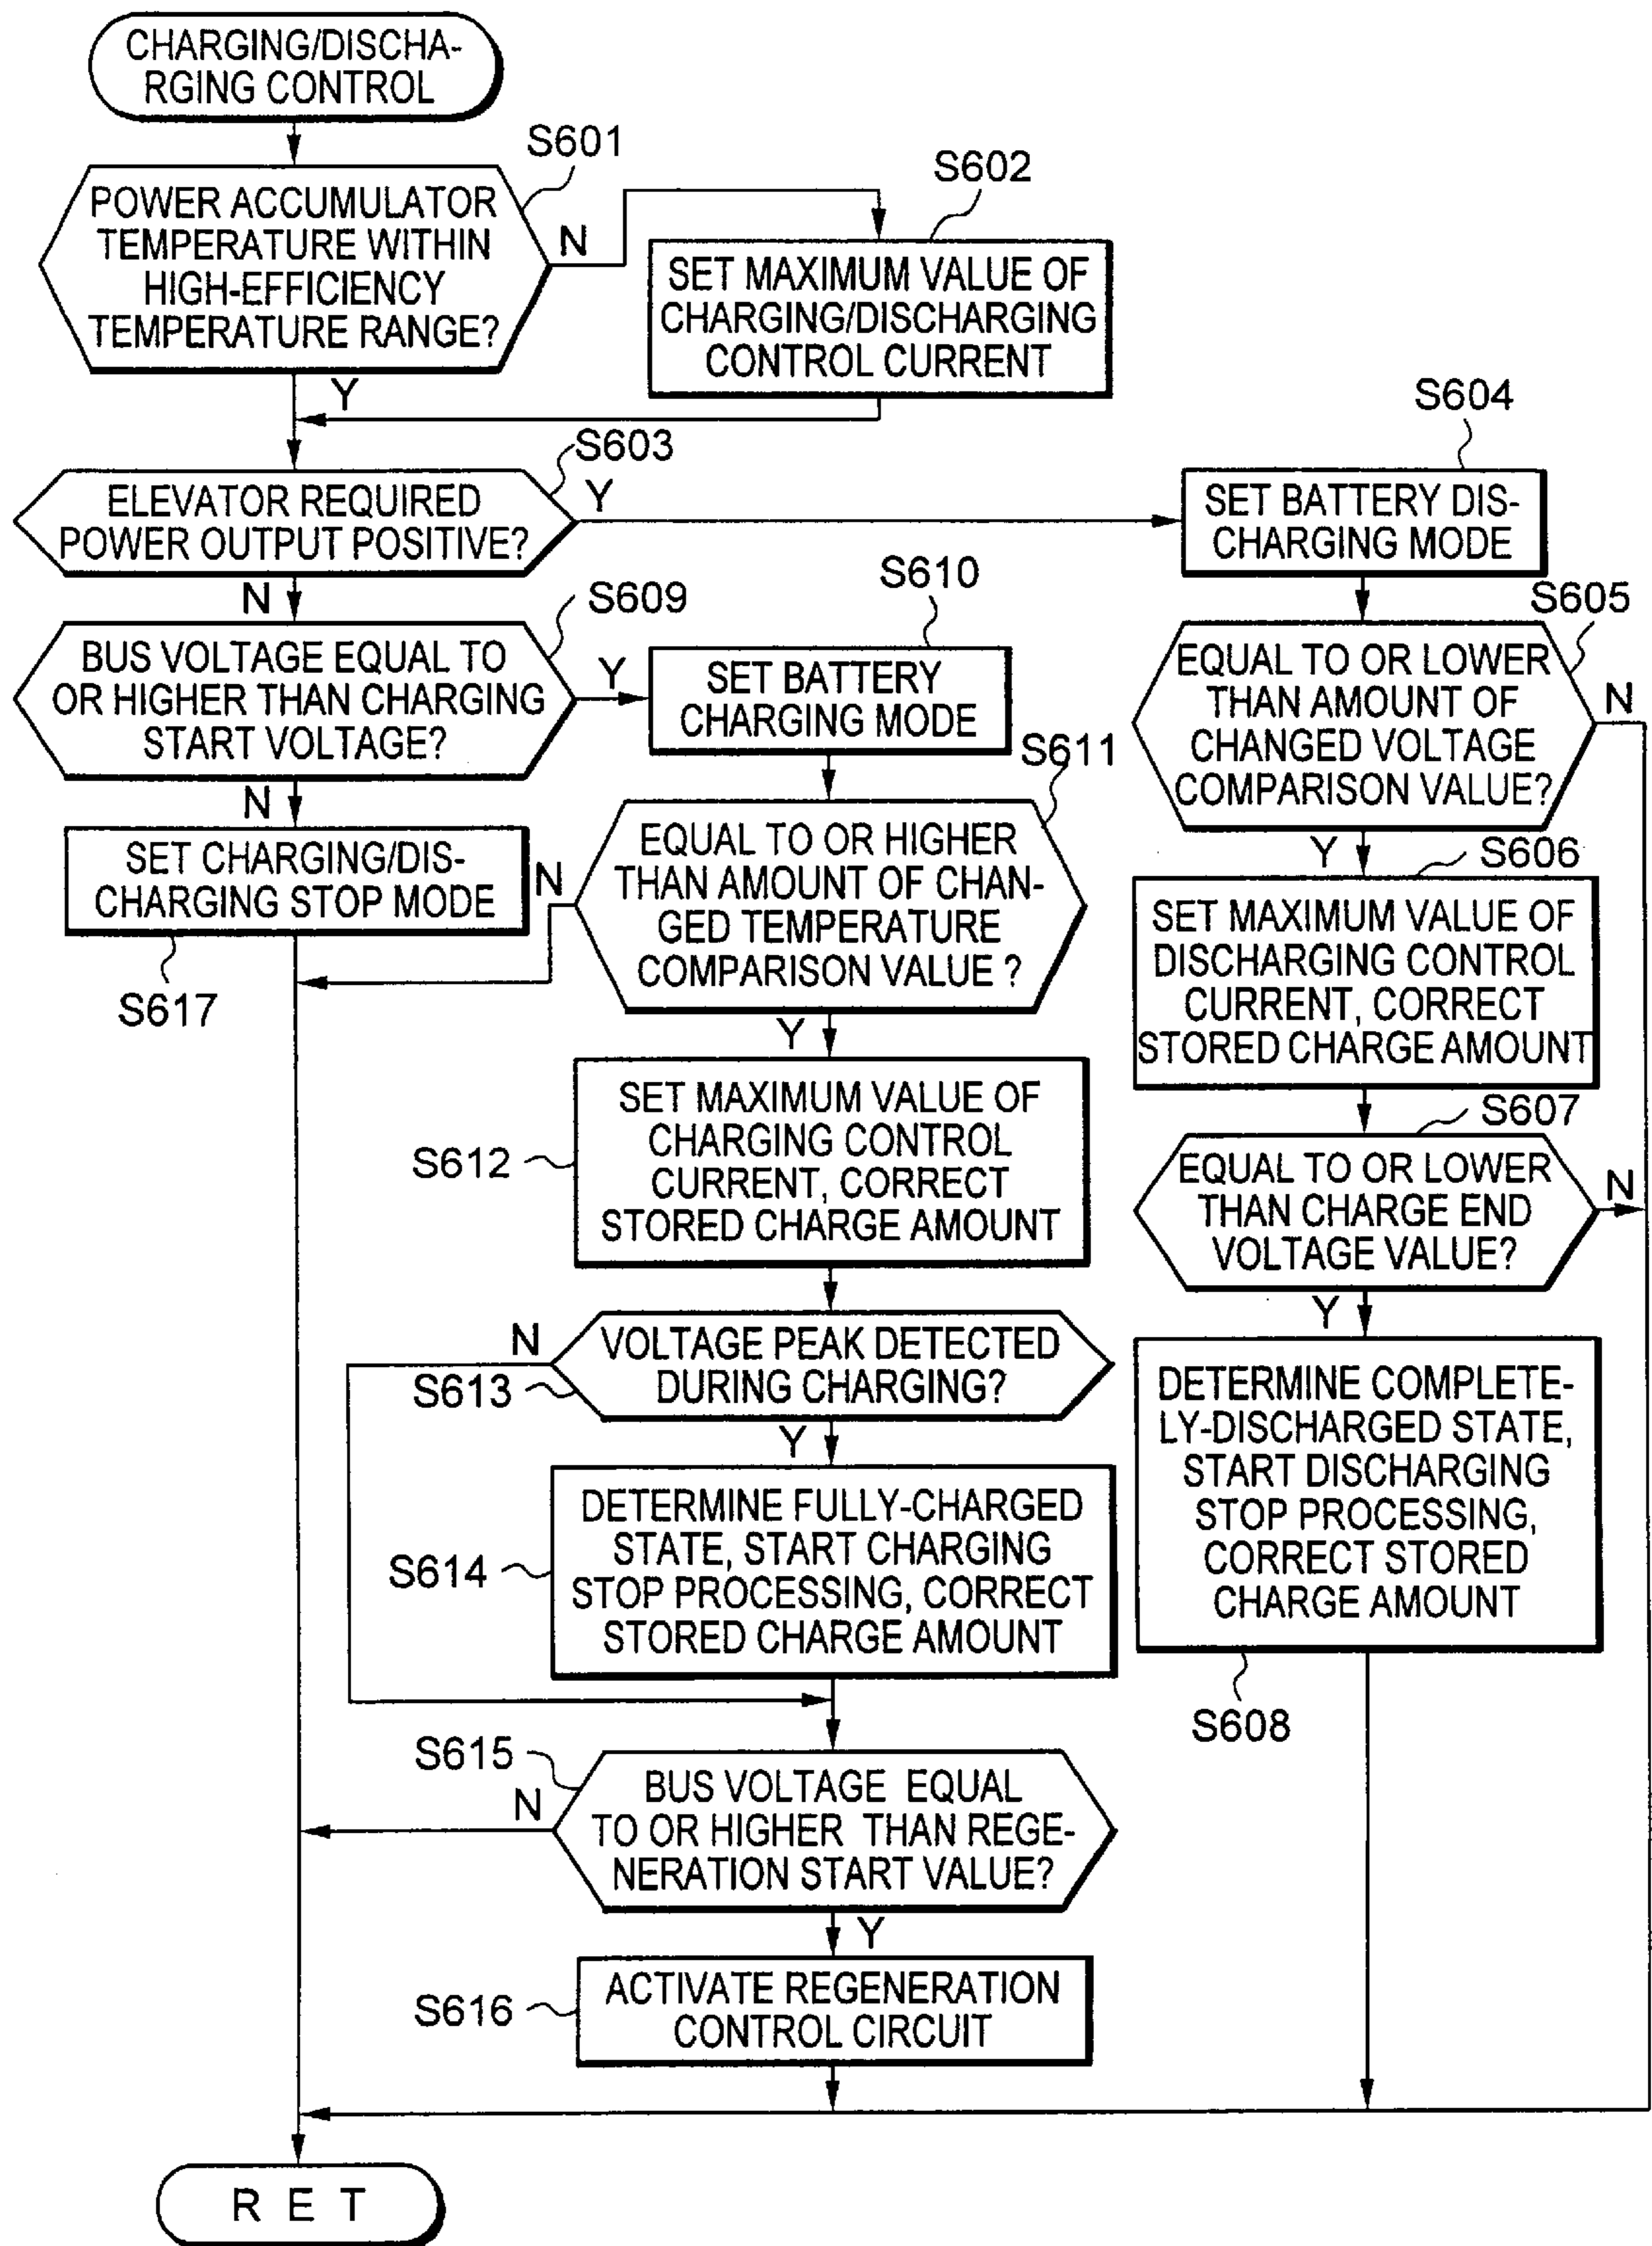 CHARGING/DISCHA-
RGING CONTROL
S601
POWER ACCUMULATOR
TEMPERATURE WITHIN
HIGH-EFFICIENCY
TEMPERATURE RANGE?
N
Y
S602
SET MAXIMUM VALUE OF
CHARGING/DISCHARGING
CONTROL CURRENT
S603
ELEVATOR REQUIRED
POWER OUTPUT POSITIVE?
Y
N
S604
SET BATTERY DIS-
CHARGING MODE
S605
EQUAL TO OR LOWER
THAN AMOUNT OF
CHANGED VOLTAGE
COMPARISON VALUE?
N
Y
S606
SET MAXIMUM VALUE OF
DISCHARGING CONTROL
CURRENT, CORRECT
STORED CHARGE AMOUNT
S607
EQUAL TO OR LOWER
THAN CHARGE END
VOLTAGE VALUE?
N
Y
DETERMINE COMPLETE-
LY-DISCHARGED STATE,
START DISCHARGING
STOP PROCESSING,
CORRECT STORED
CHARGE AMOUNT
S608
S609
BUS VOLTAGE EQUAL TO
OR HIGHER THAN CHARGING
START VOLTAGE?
Y
N
S610
SET BATTERY
CHARGING MODE
S611
EQUAL TO OR HIGHER
THAN AMOUNT OF CHAN-
GED TEMPERATURE
COMPARISON VALUE ?
N
Y
SET CHARGING/DIS-
CHARGING STOP MODE
S617
S612
SET MAXIMUM VALUE OF
CHARGING CONTROL
CURRENT, CORRECT
STORED CHARGE AMOUNT
S613
VOLTAGE PEAK DETECTED
DURING CHARGING?
N
Y
S614
DETERMINE FULLY-CHARGED
STATE, START CHARGING
STOP PROCESSING, CORRECT
STORED CHARGE AMOUNT
S615
BUS VOLTAGE EQUAL
TO OR HIGHER THAN REGE-
NERATION START VALUE?
N
Y
S616
ACTIVATE REGENERATION
CONTROL CIRCUIT
R E T